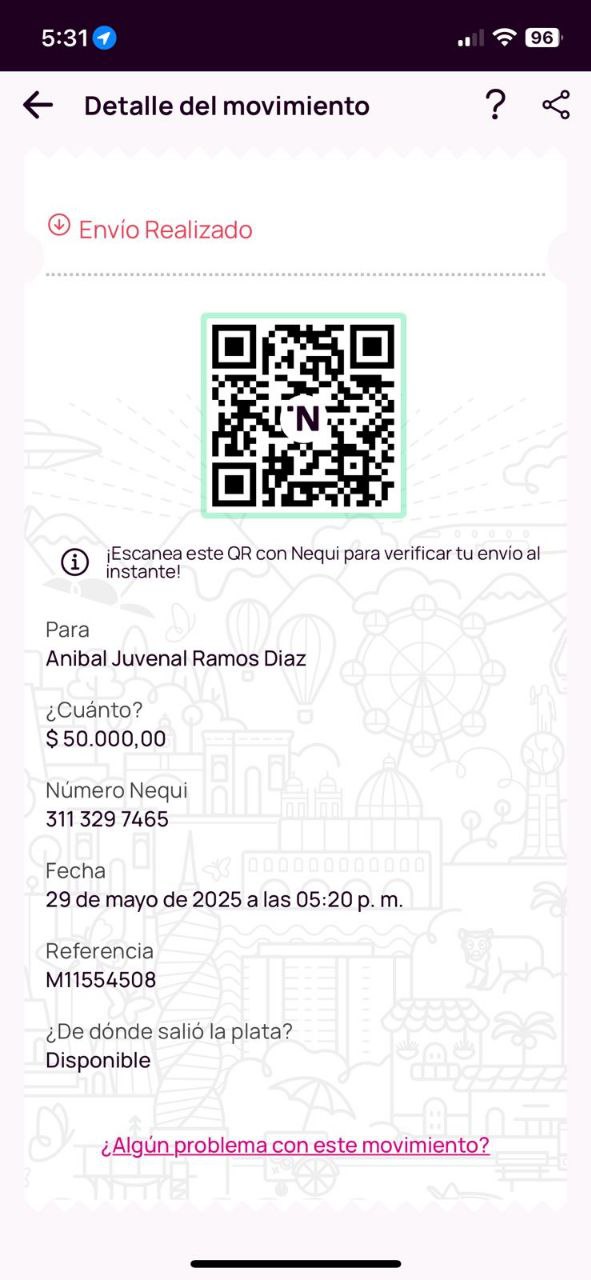 5:31
96
Detalle del movimiento
?
Envío Realizado
N
¡Escanea este QR con Nequi para verificar tu envío al
instante!
Para
Anibal Juvenal Ramos Diaz
¿Cuánto?
$ 50.000,00
Número Nequi
311 329 7465
Fecha
29 de mayo de 2025 a las 05:20 p. m.
Referencia
M11554508
¿De dónde salió la plata?
Disponible
¿Algún problema con este movimiento?